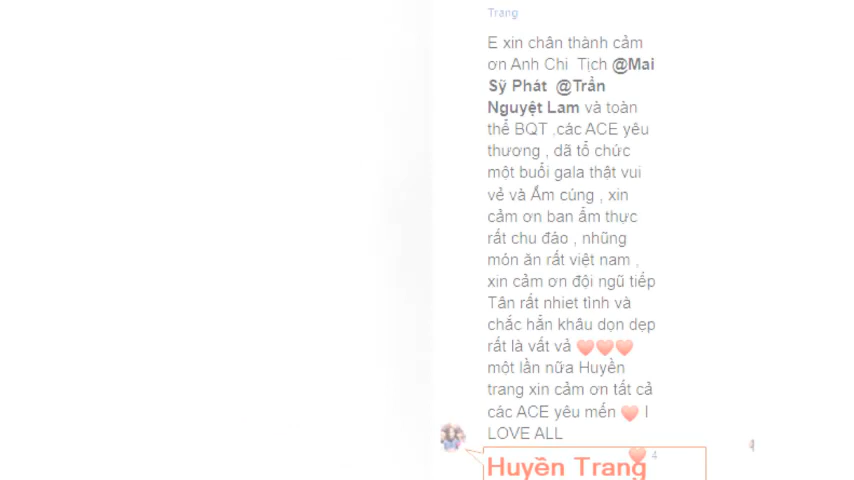 Trang
E xin chân thành cảm
ơn Anh Chi Tịch @Mai
Sỹ Phát @Trần
Nguyệt Lam và toàn
thể BQT .các ACE yêu
thương , dã tổ chức
một buổi gala thật vui
vẻ và Ấm cúng , xin
cảm ơn ban ẩm thực
rất chu đáo , những
món ăn rất việt nam ,
xin cảm ơn đội ngũ tiếp
Tân rất nhiet tình và
chắc hẳn khâu dọn dẹp
rất là vất vả ❤️❤️❤️
một lần nữa Huyền
trang xin cảm ơn tất cả
các ACE yêu mến ❤️ I
LOVE ALL
❤️ 4
Huyền Trang